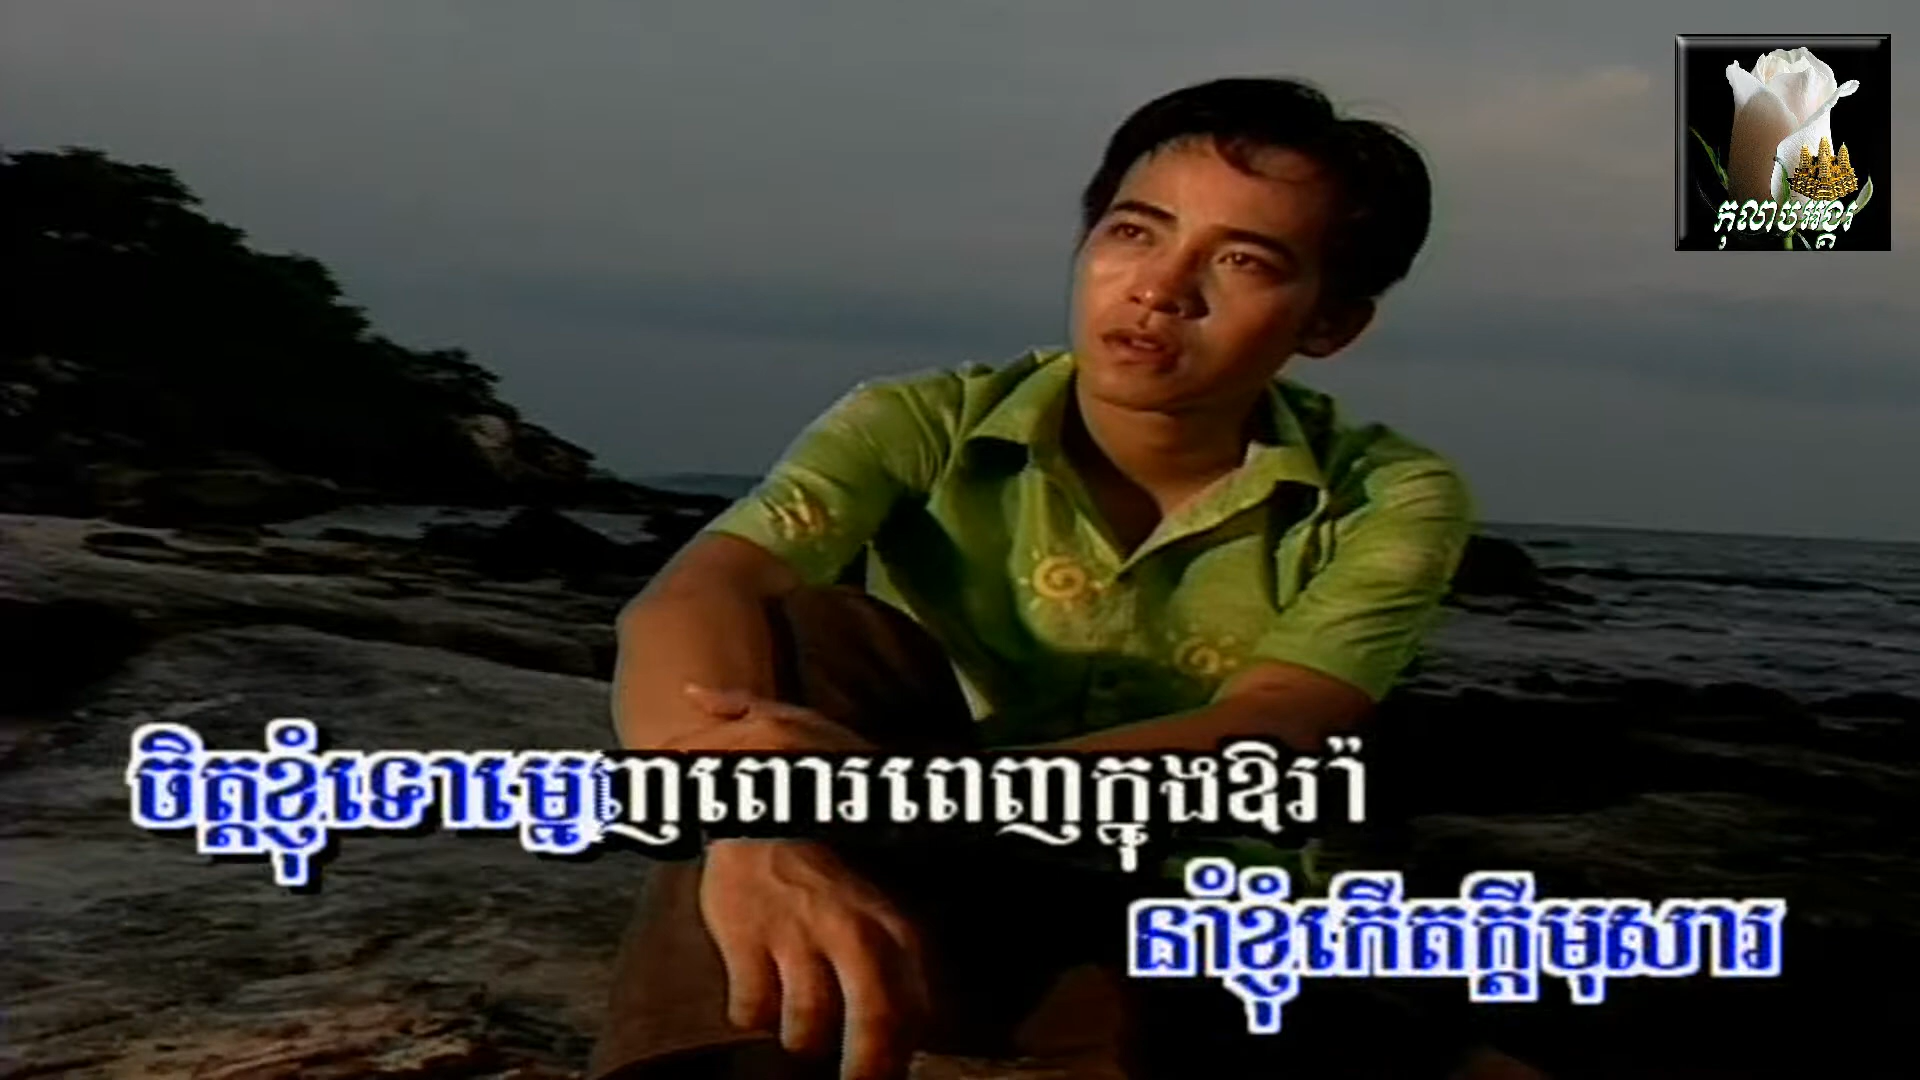 កុលាបអង្គរ
ចិត្តខ្ញុំទោម្នេញពោរពេញក្នុងឱរ៉ា
នាំខ្ញុំកើតក្តីមុសារ